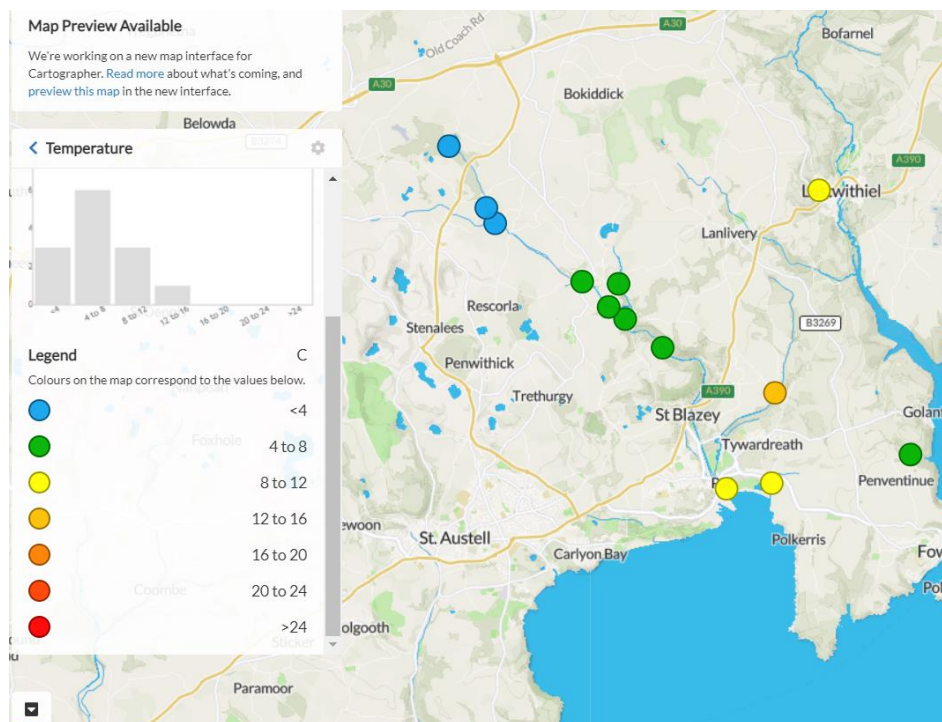 Map Preview Available
We're working on a new map interface for
Cartographer. Read more about what's coming, and
preview this map in the new interface.
Belowda
B3274
Temperature
6
4
2
0
<4
4 to 8
8 to 12
12 to 16
16 to 20
20 to 24
>24
Legend
C
Colours on the map correspond to the values below.
<4
4 to 8
8 to 12
12 to 16
16 to 20
20 to 24
>24
Foxhole
Coombe
Sticker
A30
Old Coach Rd
A30
Bofarnel
Bokiddick
A390
Lanlivery
Rescorla
Stenalees
B3269
Penwithick
Trethurgy
A390
St Blazey
Golant
Tywardreath
Penventinue
St. Austell
Polkerris
Carlyon Bay
Paramoor